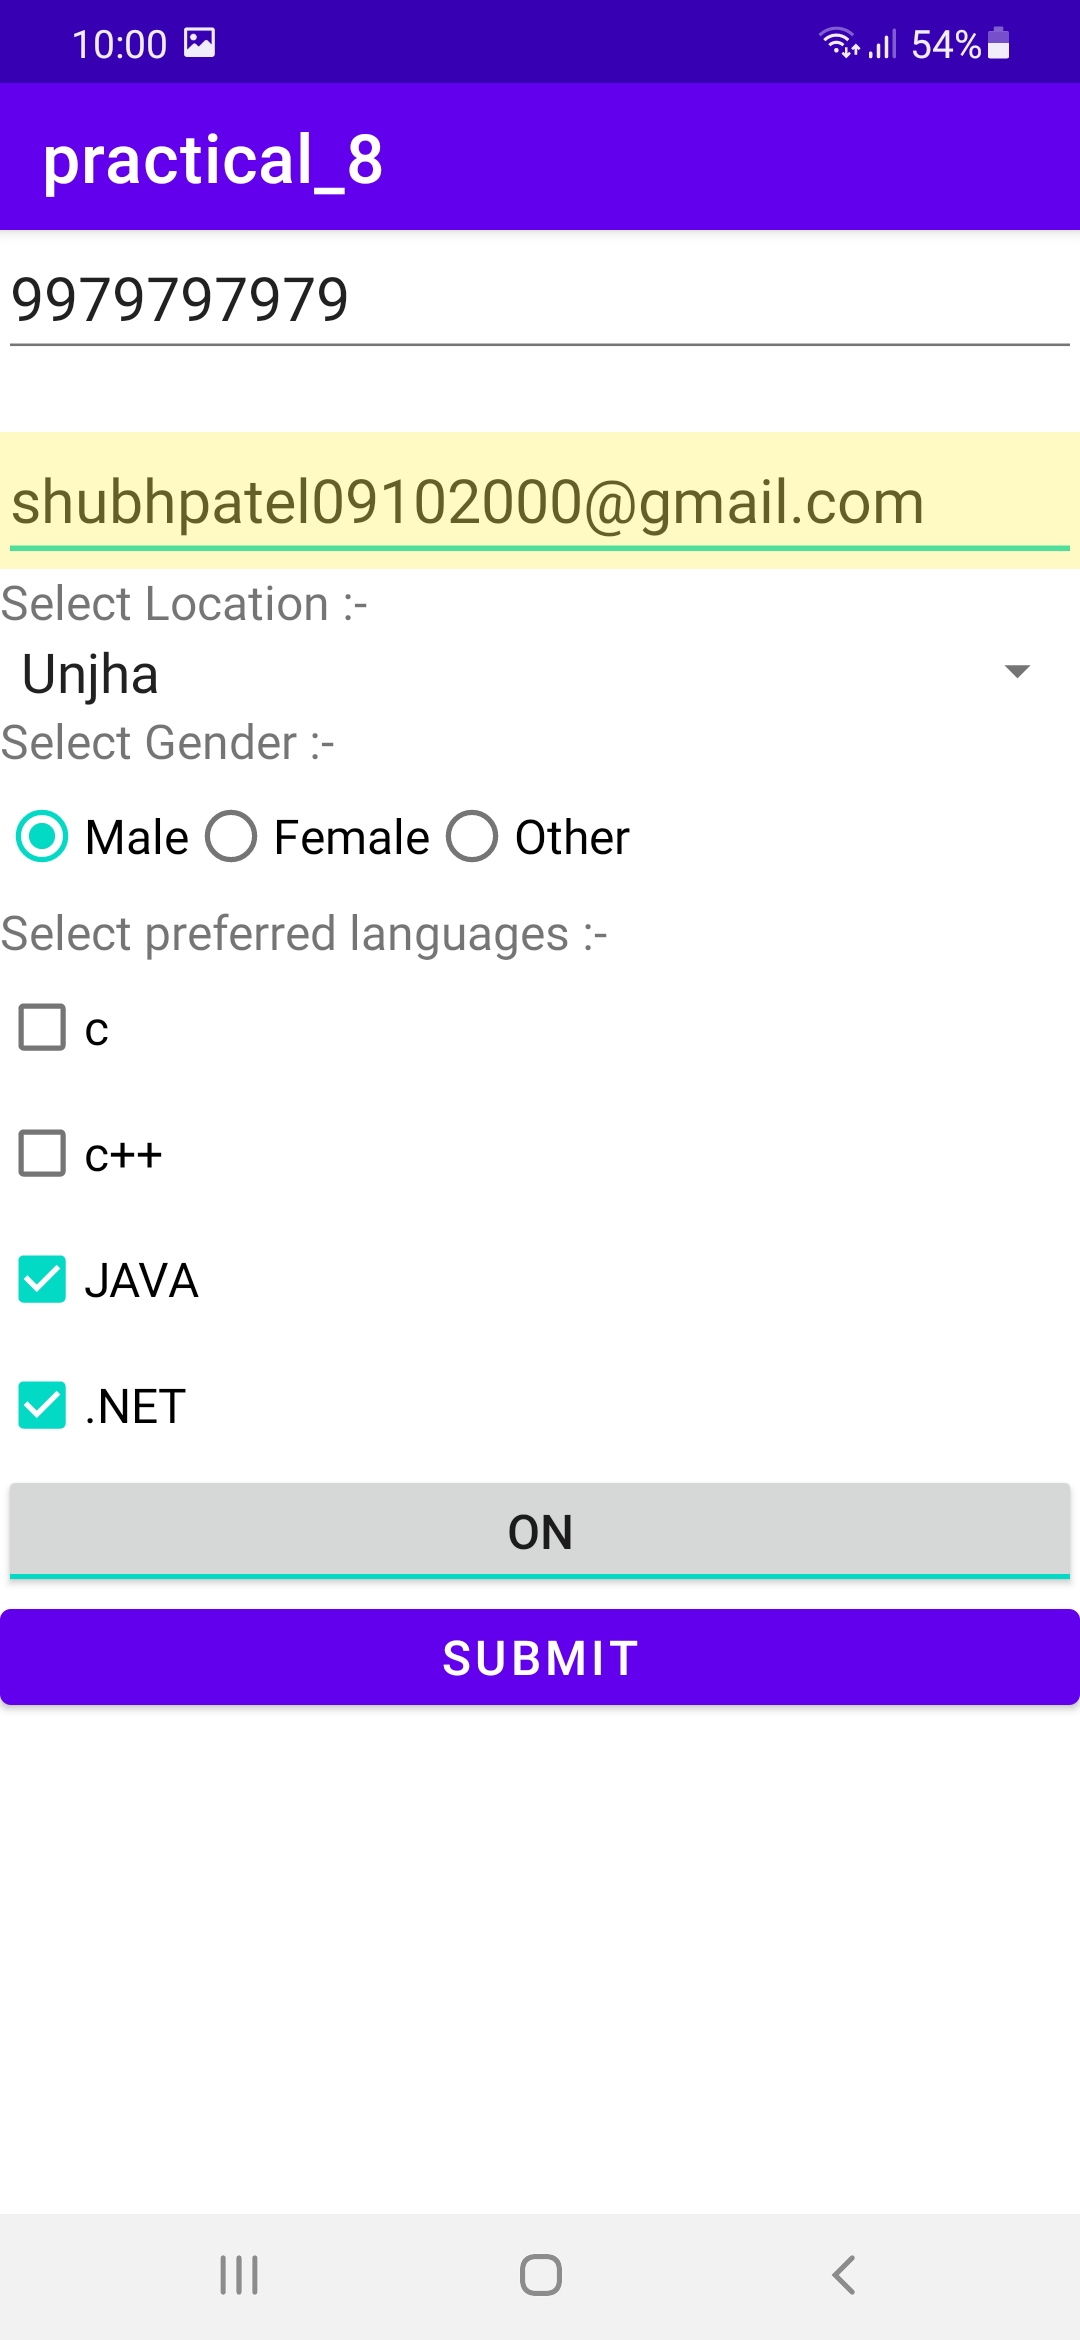 10:00 54%
practical_8
9979797979
shubhpatel09102000@gmail.com
Select Location :-
Unjha
Select Gender :-
Male Female Other
Select preferred languages :-
c
c++
JAVA
.NET
ON
SUBMIT